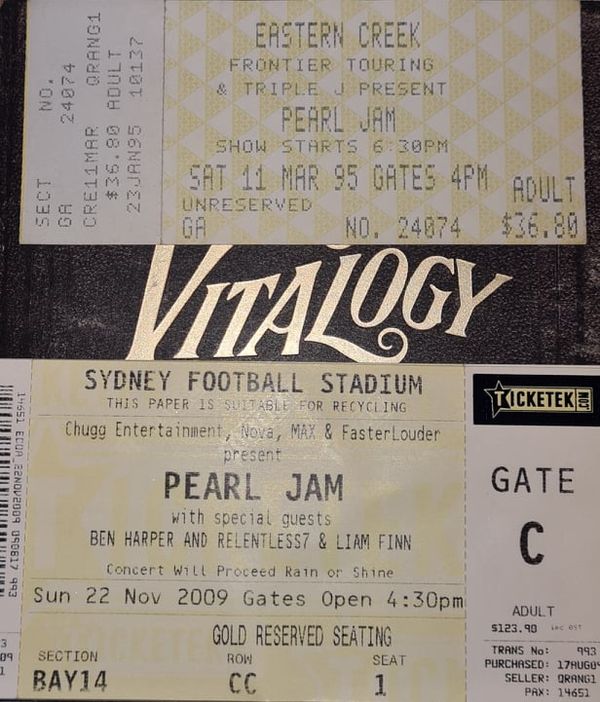 SECT NO.
GA 24074
CRE11MAR ORANG1
$36.80 ADULT
23JAN95 10137
EASTERN CREEK
FRONTIER TOURING
& TRIPLE J PRESENT
PEARL JAM
SHOW STARTS 6:30PM
SAT 11 MAR 95 GATES 4PM
ADULT
UNRESERVED
GA NO. 24074 $36.80
VITALOGY
SYDNEY FOOTBALL STADIUM
THIS PAPER IS SUITABLE FOR RECYCLING
Chugg Entertainment, Nova, MAX & FasterLouder
present
PEARL JAM
with special guests
BEN HARPER AND RELENTLESS7 & LIAM FINN
Concert Will Proceed Rain or Shine
Sun 22 Nov 2009 Gates Open 4:30pm
GOLD RESERVED SEATING
SECTION ROW SEAT
BAY14 CC 1
TICKETEK.COM
GATE
C
ADULT
$123.90 inc GST
TRANS No: 993
PURCHASED: 17AUG0
SELLER: ORANG1
PAX: 14651